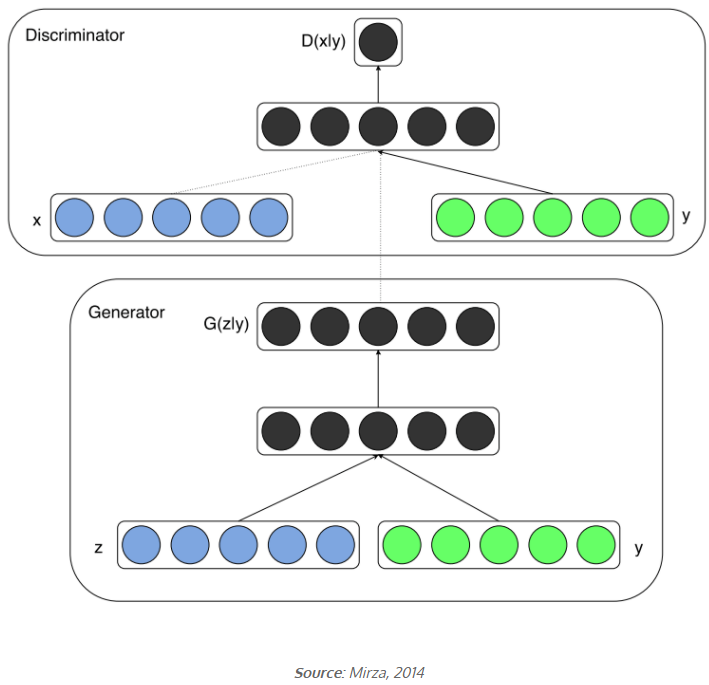 Discriminator
D(x|y)
x
y
Generator
G(z|y)
z
y
Source: Mirza, 2014